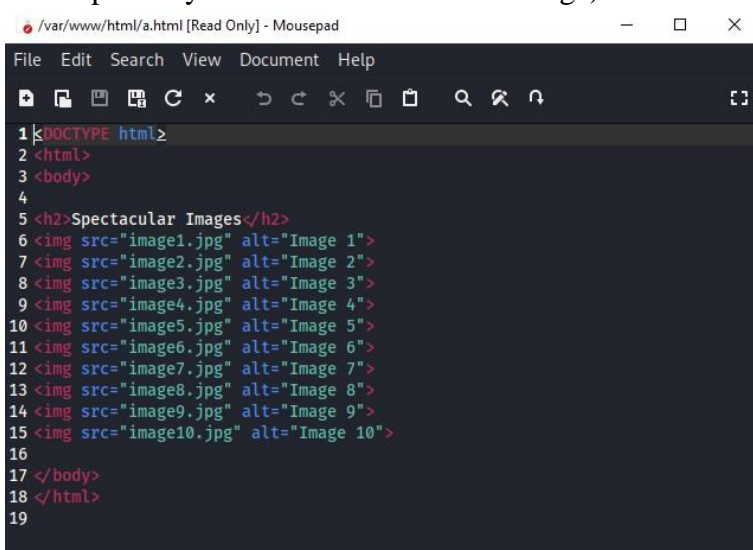 /var/www/html/a.html [Read Only] - Mousepad
File Edit Search View Document Help
1 <DOCTYPE html>
2 <html>
3 <body>
4
5 <h2>Spectacular Images</h2>
6 <img src="image1.jpg" alt="Image 1">
7 <img src="image2.jpg" alt="Image 2">
8 <img src="image3.jpg" alt="Image 3">
9 <img src="image4.jpg" alt="Image 4">
10 <img src="image5.jpg" alt="Image 5">
11 <img src="image6.jpg" alt="Image 6">
12 <img src="image7.jpg" alt="Image 7">
13 <img src="image8.jpg" alt="Image 8">
14 <img src="image9.jpg" alt="Image 9">
15 <img src="image10.jpg" alt="Image 10">
16
17 </body>
18 </html>
19